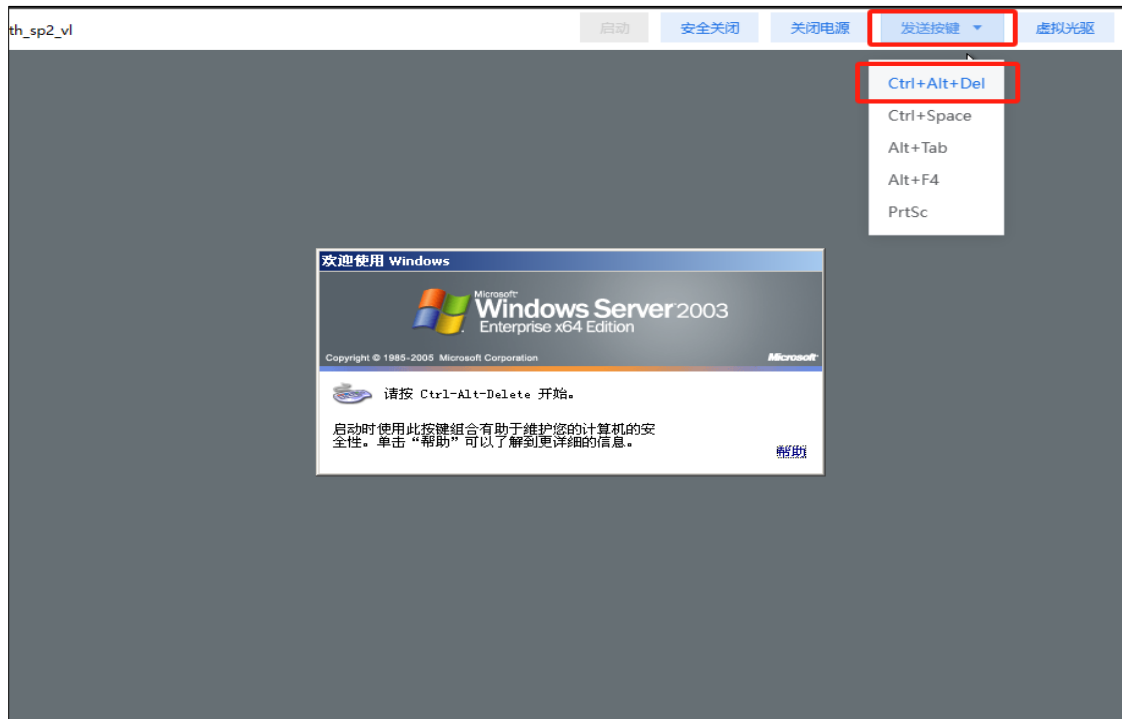 th_sp2_vl
启动
安全关闭
关闭电源
发送按键
虚拟光驱
Ctrl+Alt+Del
Ctrl+Space
Alt+Tab
Alt+F4
PrtSc
欢迎使用 Windows
Microsoft
Windows Server 2003
Enterprise x64 Edition
Copyright © 1985-2005 Microsoft Corporation
Microsoft
请按 Ctrl-Alt-Delete 开始。
启动时使用此按键组合有助于维护您的计算机的安
全性。单击“帮助”可以了解到更详细的信息。
帮助